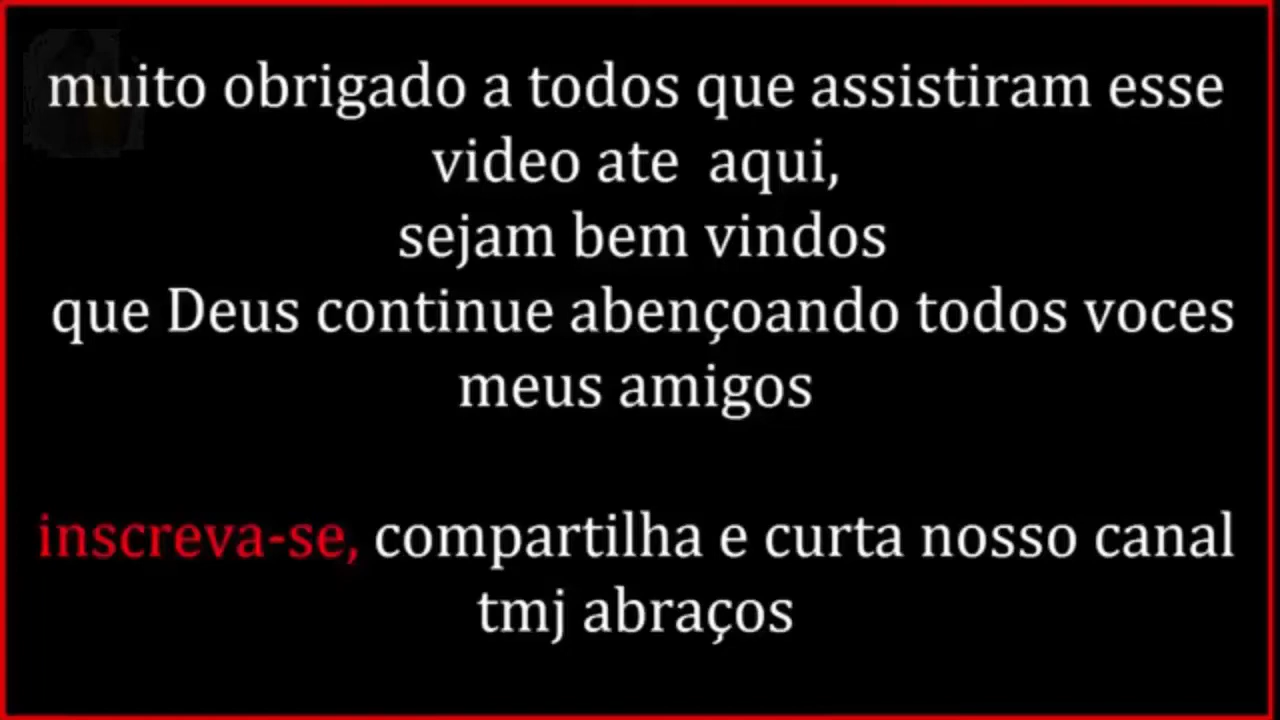 muito obrigado a todos que assistiram esse
video ate  aqui,
sejam bem vindos
que Deus continue abençoando todos voces
meus amigos
inscreva-se, compartilha e curta nosso canal
tmj abraços